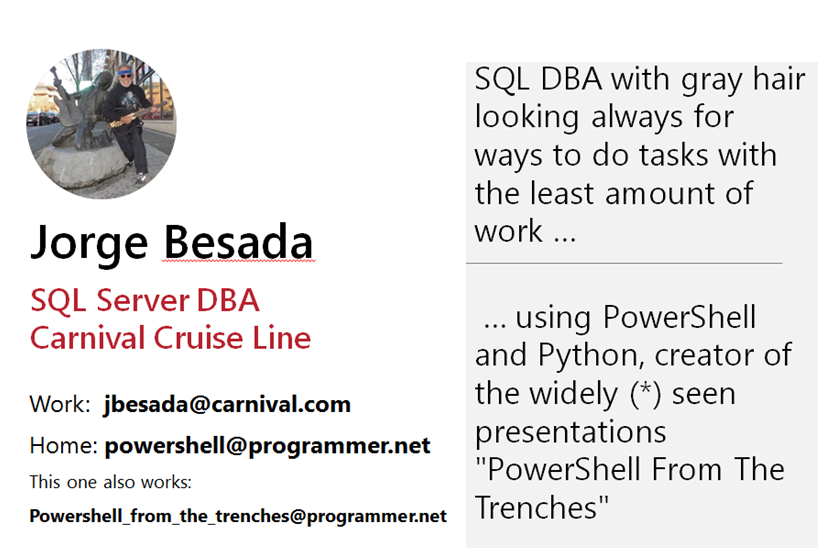 Jorge Besada
SQL Server DBA
Carnival Cruise Line
Work:  jbesada@carnival.com
Home: powershell@programmer.net
This one also works:
Powershell_from_the_trenches@programmer.net
SQL DBA with gray hair
looking always for
ways to do tasks with
the least amount of
work ...
... using PowerShell
and Python, creator of
the widely (*) seen
presentations
"PowerShell From The
Trenches"